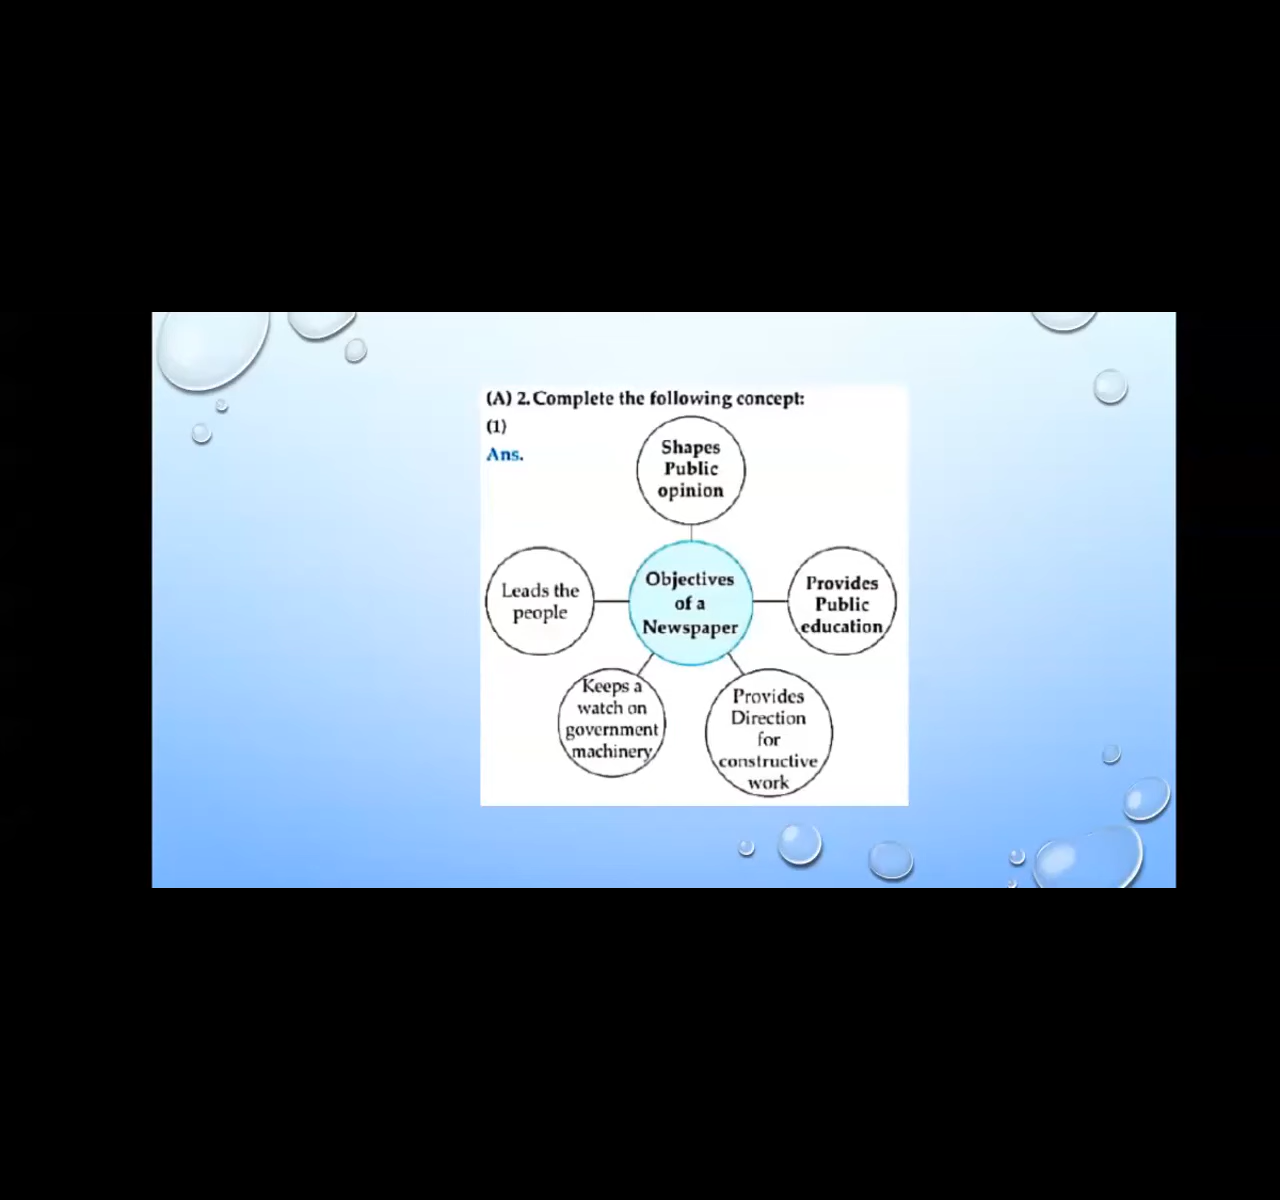 (A) 2. Complete the following concept:
(1)
Ans.
Shapes
Public
opinion
Leads the
people
Objectives
of a
Newspaper
Provides
Public
education
Keeps a
watch on
government
machinery
Provides
Direction
for
constructive
work